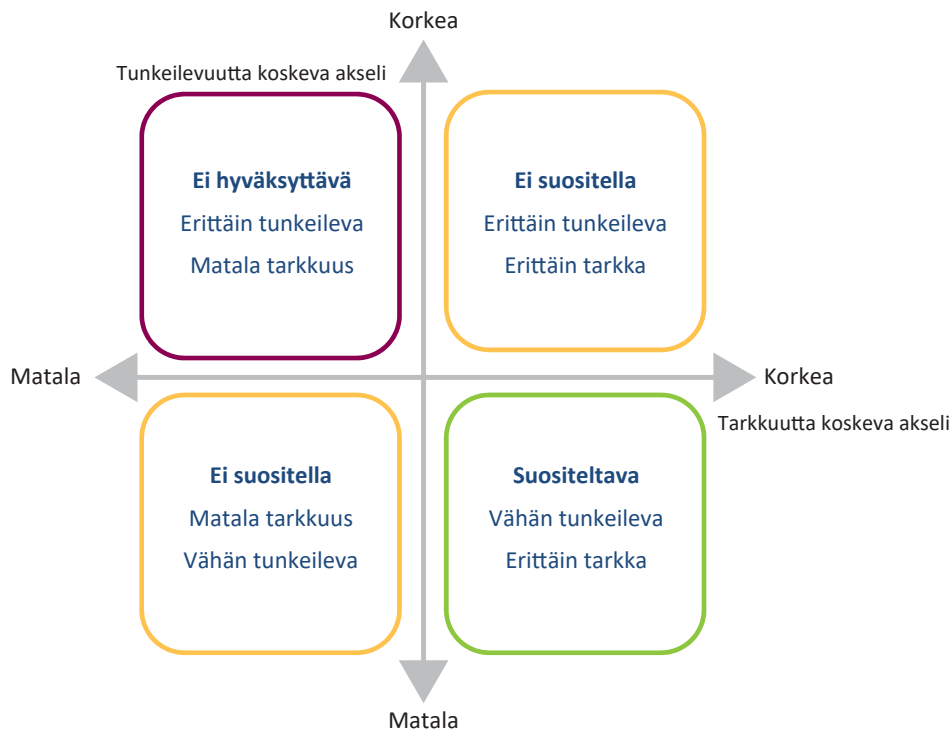 Korkea
Tunkeilevuutta koskeva akseli
Ei hyväksyttävä
Erittäin tunkeileva
Matala tarkkuus
Ei suositella
Erittäin tunkeileva
Erittäin tarkka
Matala
Korkea
Tarkkuutta koskeva akseli
Ei suositella
Matala tarkkuus
Vähän tunkeileva
Suositeltava
Vähän tunkeileva
Erittäin tarkka
Matala